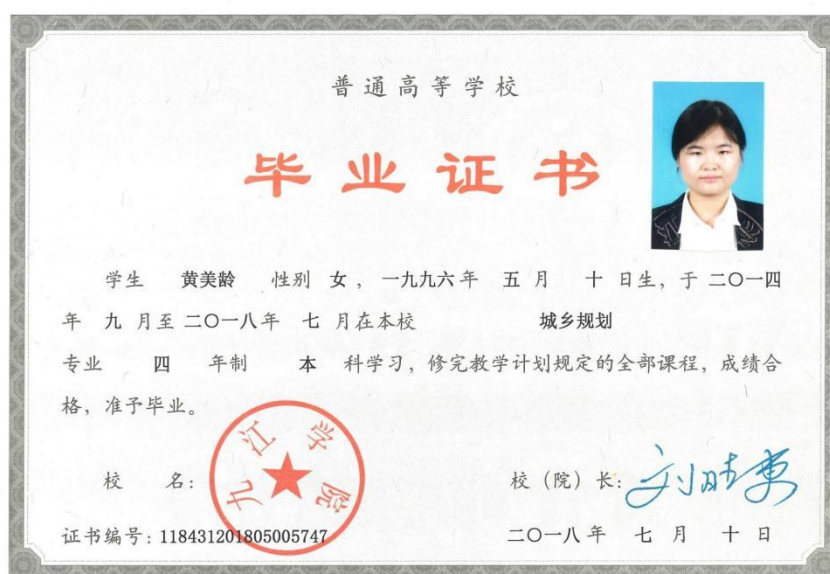 普通高等学校
毕业证书
学生 黄美龄 性别 女，一九九六年 五月 十日生，于二〇一四
年 九 月至二〇一八年 七 月在本校 城乡规划
专业 四 年制 本 科学习，修完教学计划规定的全部课程，成绩合
格，准予毕业。
九江学院
校 名： 校（院）长：
证书编号：118431201805005747 二〇一八年 七 月 十 日